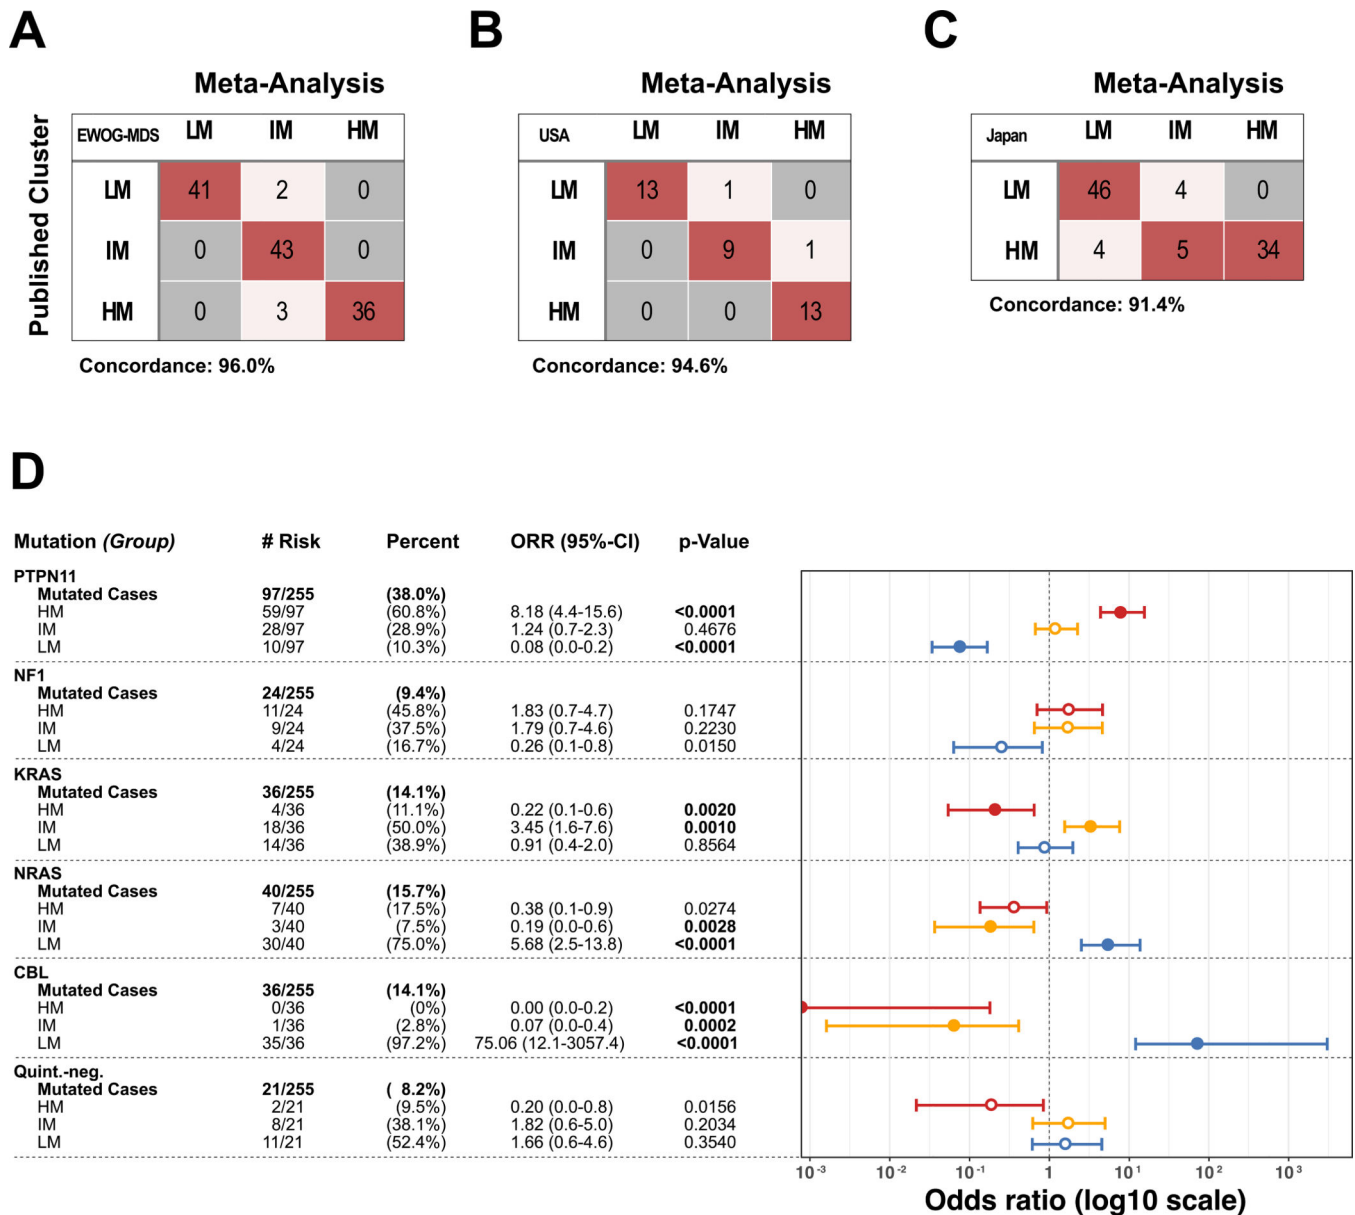 A
Meta-Analysis
Published Cluster
EWOG-MDS LM IM HM
LM 41 2 0
IM 0 43 0
HM 0 3 36
Concordance: 96.0%
B
Meta-Analysis
USA LM IM HM
LM 13 1 0
IM 0 9 1
HM 0 0 13
Concordance: 94.6%
C
Meta-Analysis
Japan LM IM HM
LM 46 4 0
HM 4 5 34
Concordance: 91.4%
D
Mutation (Group) # Risk Percent ORR (95%-CI) p-Value
PTPN11
Mutated Cases 97/255 (38.0%)
HM 59/97 (60.8%) 8.18 (4.4-15.6) <0.0001
IM 28/97 (28.9%) 1.24 (0.7-2.3) 0.4676
LM 10/97 (10.3%) 0.08 (0.0-0.2) <0.0001
NF1
Mutated Cases 24/255 (9.4%)
HM 11/24 (45.8%) 1.83 (0.7-4.7) 0.1747
IM 9/24 (37.5%) 1.79 (0.7-4.6) 0.2230
LM 4/24 (16.7%) 0.26 (0.1-0.8) 0.0150
KRAS
Mutated Cases 36/255 (14.1%)
HM 4/36 (11.1%) 0.22 (0.1-0.6) 0.0020
IM 18/36 (50.0%) 3.45 (1.6-7.6) 0.0010
LM 14/36 (38.9%) 0.91 (0.4-2.0) 0.8564
NRAS
Mutated Cases 40/255 (15.7%)
HM 7/40 (17.5%) 0.38 (0.1-0.9) 0.0274
IM 3/40 (7.5%) 0.19 (0.0-0.6) 0.0028
LM 30/40 (75.0%) 5.68 (2.5-13.8) <0.0001
CBL
Mutated Cases 36/255 (14.1%)
HM 0/36 (0%) 0.00 (0.0-0.2) <0.0001
IM 1/36 (2.8%) 0.07 (0.0-0.4) 0.0002
LM 35/36 (97.2%) 75.06 (12.1-3057.4) <0.0001
Quint.-neg.
Mutated Cases 21/255 ( 8.2%)
HM 2/21 (9.5%) 0.20 (0.0-0.8) 0.0156
IM 8/21 (38.1%) 1.82 (0.6-5.0) 0.2034
LM 11/21 (52.4%) 1.66 (0.6-4.6) 0.3540
10⁻³ 10⁻² 10⁻¹ 1 10¹ 10² 10³
Odds ratio (log10 scale)